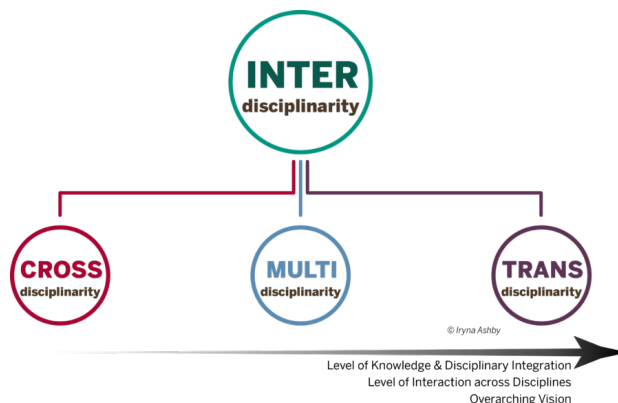 INTER
disciplinarity
CROSS
disciplinarity
MULTI
disciplinarity
TRANS
disciplinarity
© Iryna Ashby
Level of Knowledge & Disciplinary Integration
Level of Interaction across Disciplines
Overarching Vision